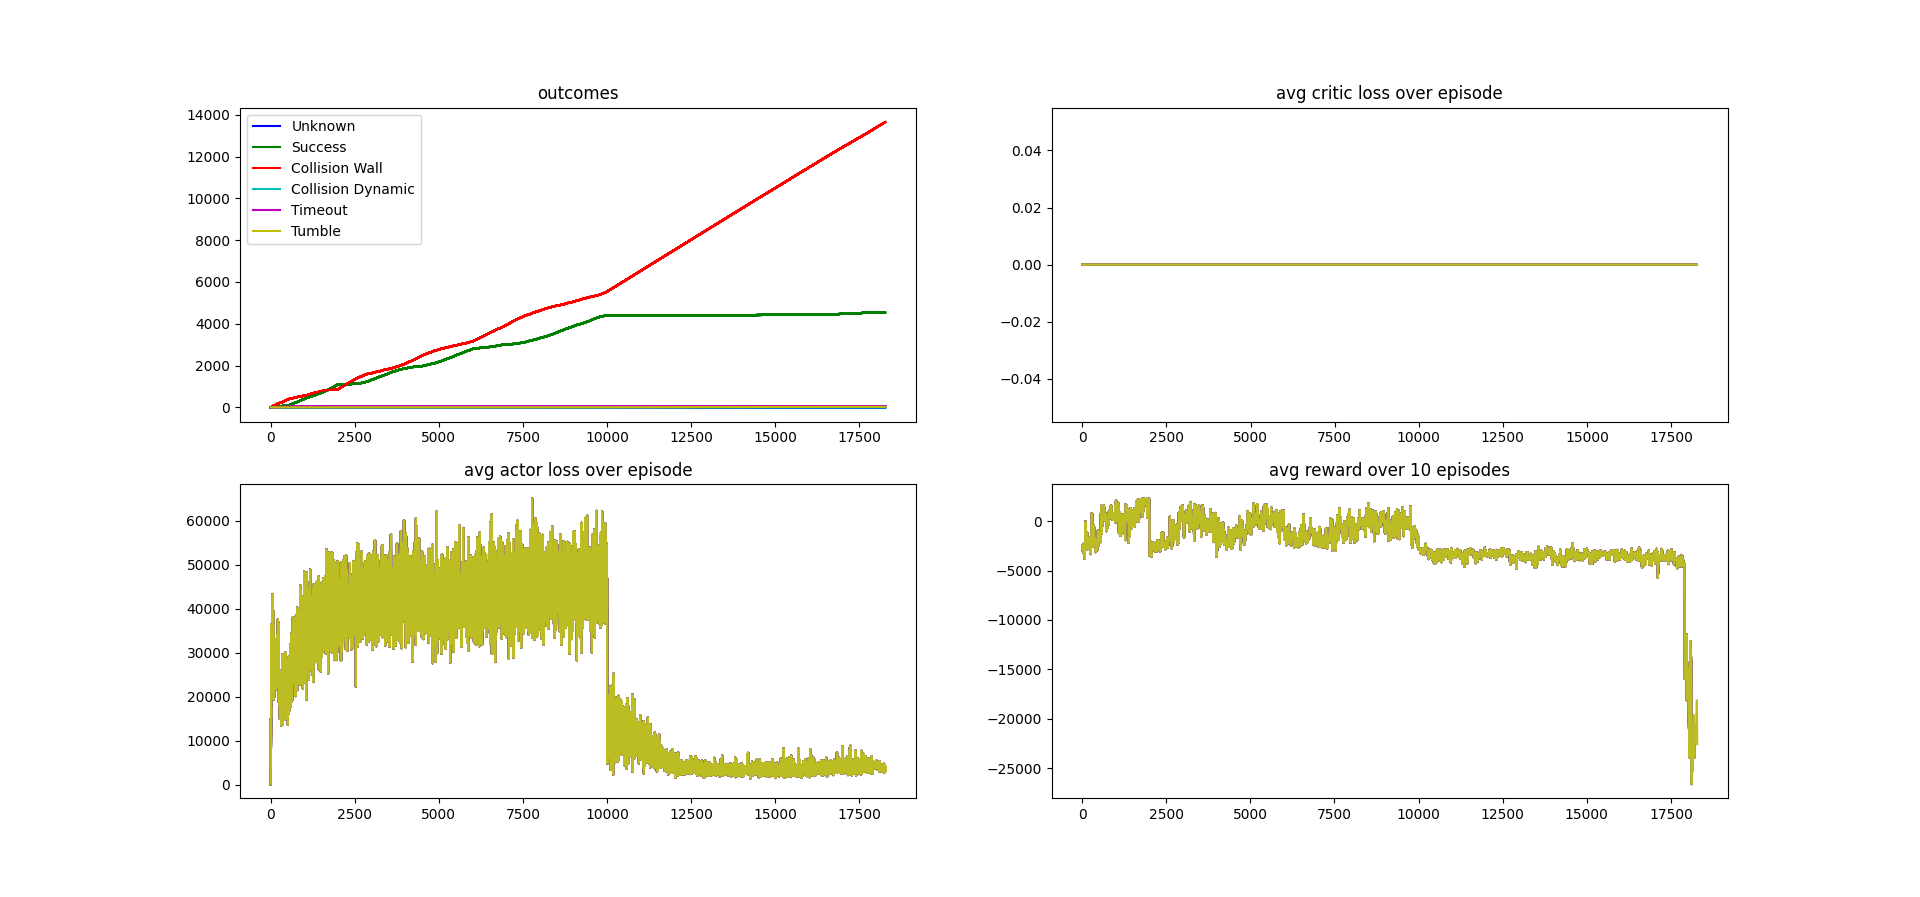 outcomes
14000
12000
10000
8000
6000
4000
2000
0
Unknown
Success
Collision Wall
Collision Dynamic
Timeout
Tumble
0 2500 5000 7500 10000 12500 15000 17500
avg critic loss over episode
0.04
0.02
0.00
−0.02
−0.04
0 2500 5000 7500 10000 12500 15000 17500
avg actor loss over episode
60000
50000
40000
30000
20000
10000
0
0 2500 5000 7500 10000 12500 15000 17500
avg reward over 10 episodes
0
−5000
−10000
−15000
−20000
−25000
0 2500 5000 7500 10000 12500 15000 17500